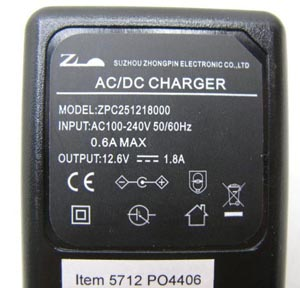 SUZHOU ZHONGPIN ELECTRONIC CO.,LTD
AC/DC CHARGER
MODEL:ZPC251218000
INPUT:AC100-240V 50/60Hz
0.6A MAX
OUTPUT:12.6V ⎓ 1.8A
CE
Item 5712 PO4406